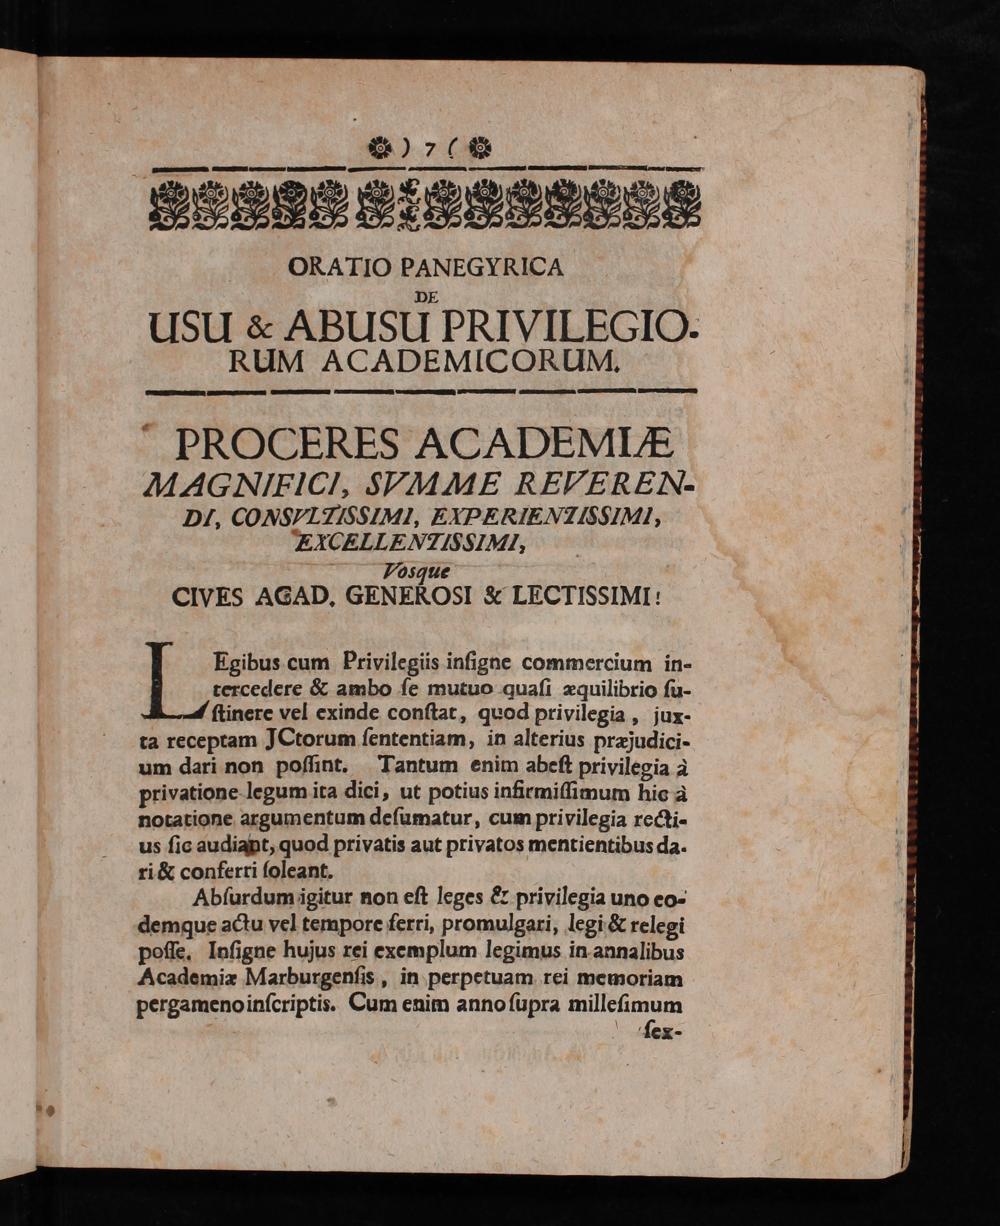 ) 7 (
ORATIO PANEGYRICA
DE
USU & ABUSU PRIVILEGIO-
RUM ACADEMICORUM.
PROCERES ACADEMIÆ
MAGNIFICI, SVMME REVEREN-
DI, CONSVLTISSIMI, EXPERIENTISSIMI,
EXCELLENTISSIMI,
Vosque
CIVES ACAD. GENEROSI & LECTISSIMI!
LEgibus cum Privilegiis inſigne commercium in-
tercedere & ambo ſe mutuo quaſi æquilibrio ſu-
ſtinere vel exinde conſtat, quod privilegia, jux-
ta receptam JCtorum ſententiam, in alterius præjudici-
um dari non poſſint. Tantum enim abeſt privilegia à
privatione legum ita dici, ut potius infirmiſſimum hic à
notatione argumentum deſumatur, cum privilegia recti-
us ſic audiant, quod privatis aut privatos mentientibus da-
ri & conferri ſoleant.
Abſurdum igitur non eſt leges & privilegia uno eo-
demque actu vel tempore ferri, promulgari, legi & relegi
poſſe. Inſigne hujus rei exemplum legimus in annalibus
Academiæ Marburgenſis, in perpetuam rei memoriam
pergameno inſcriptis. Cum enim anno ſupra milleſimum
ſex-